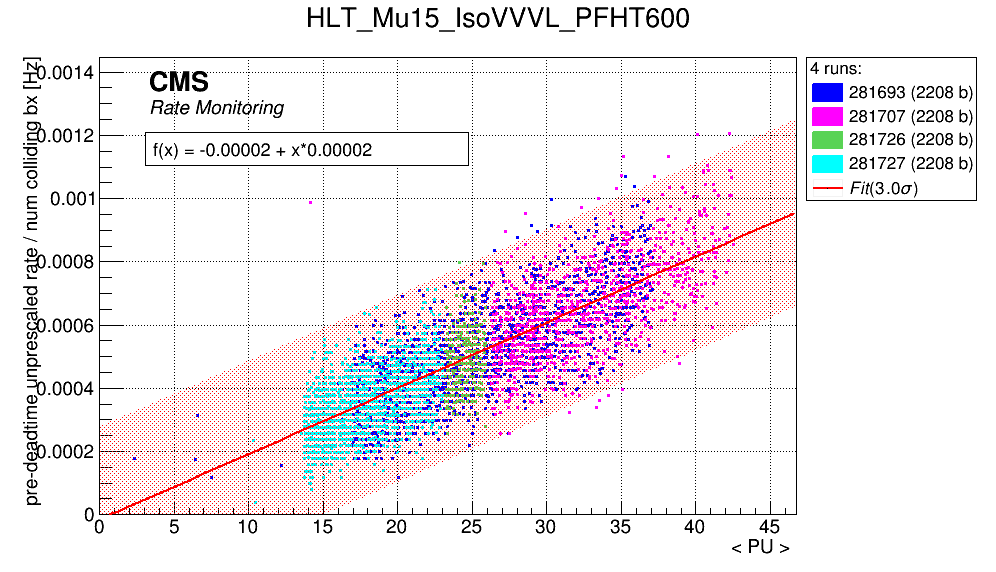 HLT_Mu15_IsoVVVL_PFHT600
pre-deadtime unprescaled rate / num colliding bx [Hz]
0.0014
0.0012
0.001
0.0008
0.0006
0.0004
0.0002
0
CMS
Rate Monitoring
f(x) = -0.00002 + x*0.00002
4 runs:
281693 (2208 b)
281707 (2208 b)
281726 (2208 b)
281727 (2208 b)
Fit(3.0σ)
0 5 10 15 20 25 30 35 40 45
< PU >